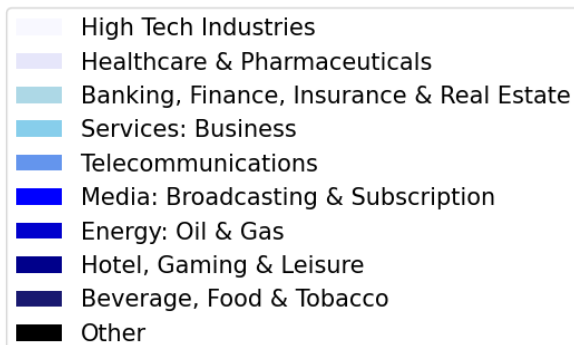 High Tech Industries
Healthcare & Pharmaceuticals
Banking, Finance, Insurance & Real Estate
Services: Business
Telecommunications
Media: Broadcasting & Subscription
Energy: Oil & Gas
Hotel, Gaming & Leisure
Beverage, Food & Tobacco
Other